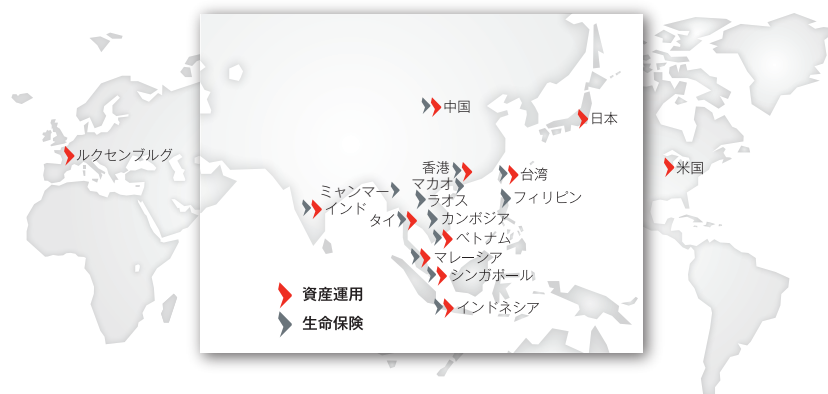 中国
日本
ルクセンブルグ
香港
台湾
米国
マカオ
ミャンマー
ラオス
フィリピン
インド
タイ
カンボジア
ベトナム
マレーシア
シンガポール
資産運用
インドネシア
生命保険